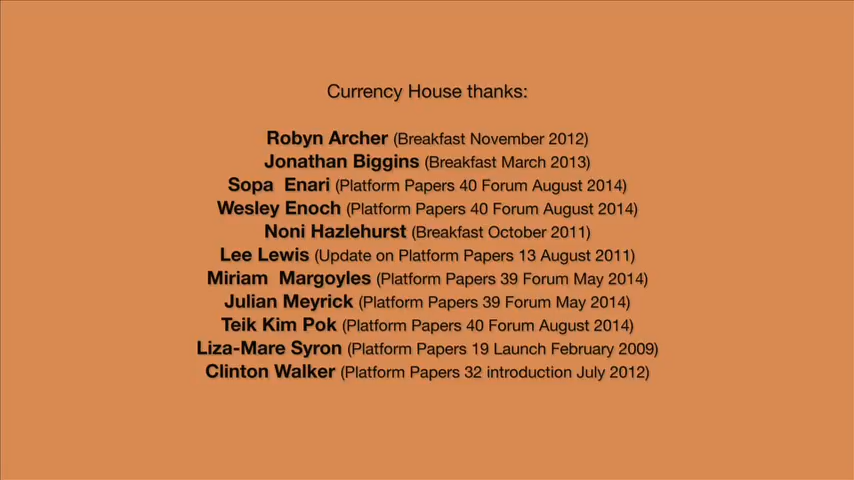 Currency House thanks:
Robyn Archer (Breakfast November 2012)
Jonathan Biggins (Breakfast March 2013)
Sopa  Enari (Platform Papers 40 Forum August 2014)
Wesley Enoch (Platform Papers 40 Forum August 2014)
Noni Hazlehurst (Breakfast October 2011)
Lee Lewis (Update on Platform Papers 13 August 2011)
Miriam  Margoyles (Platform Papers 39 Forum May 2014)
Julian Meyrick (Platform Papers 39 Forum May 2014)
Teik Kim Pok (Platform Papers 40 Forum August 2014)
Liza-Mare Syron (Platform Papers 19 Launch February 2009)
Clinton Walker (Platform Papers 32 introduction July 2012)